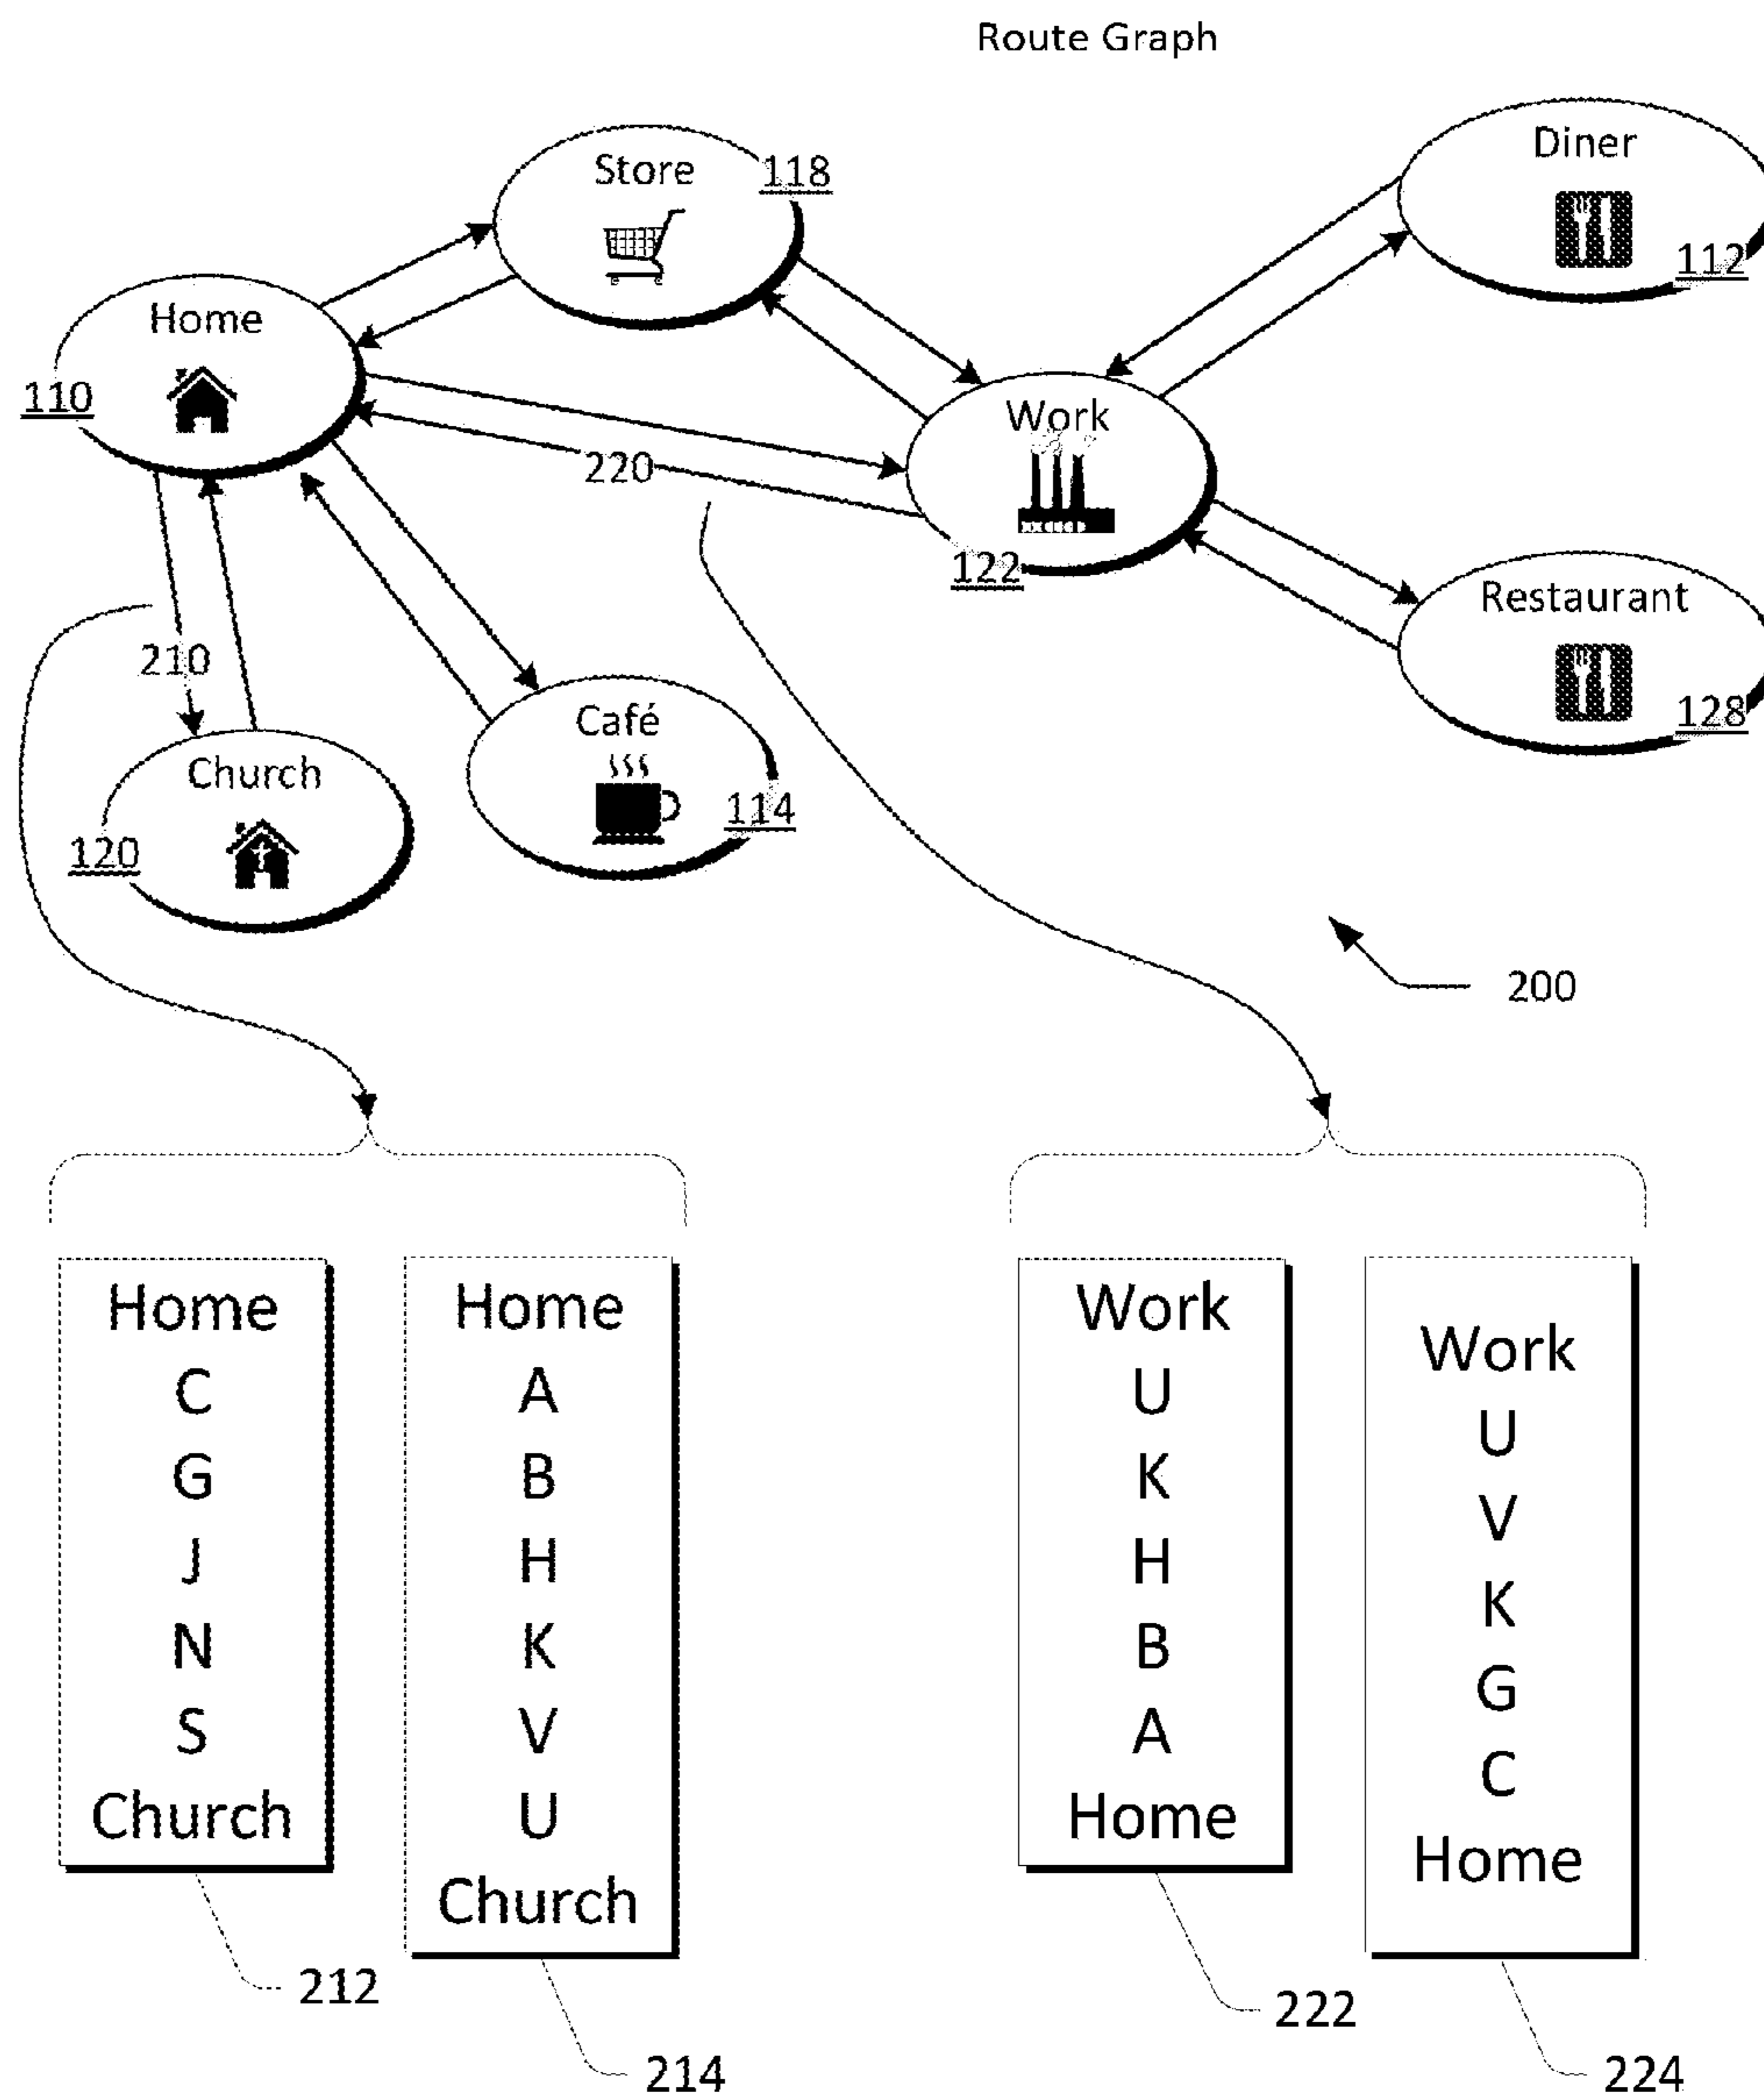 Route Graph
Diner
112
Store
118
Home
110
Work
122
220
Restaurant
128
210
Café
114
Church
120
200
Home
C
G
J
N
S
Church
212
Home
A
B
H
K
V
U
Church
214
Work
U
K
H
B
A
Home
222
Work
U
V
K
G
C
Home
224